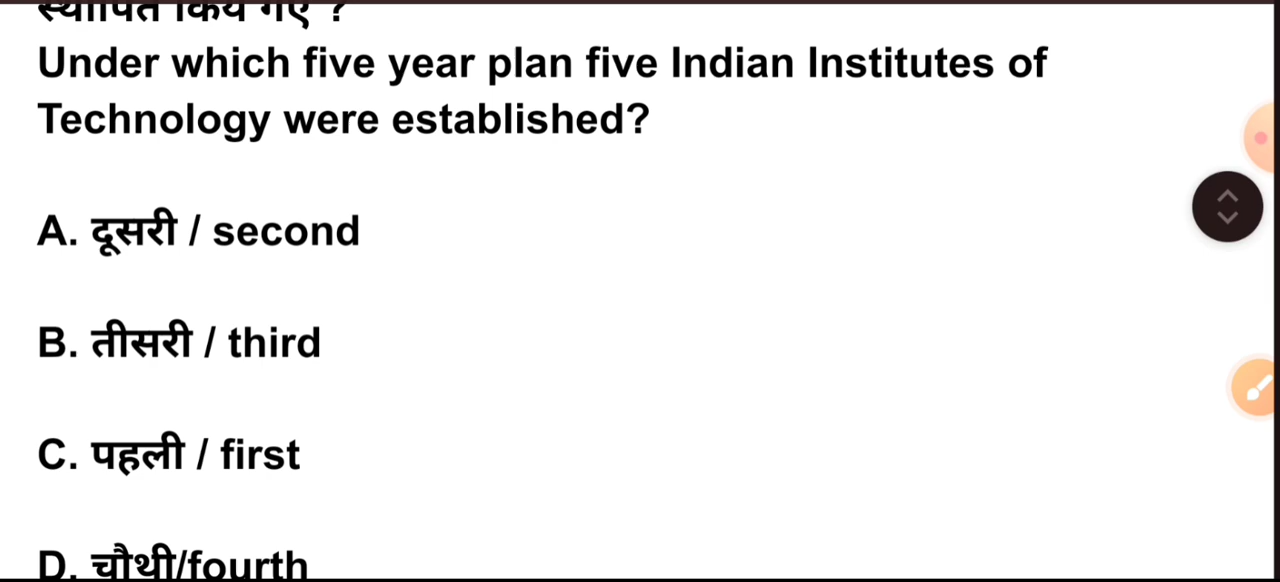 स्थापित किये गए ?
Under which five year plan five Indian Institutes of
Technology were established?
A. दूसरी / second
B. तीसरी / third
C. पहली / first
D. चौथी/fourth